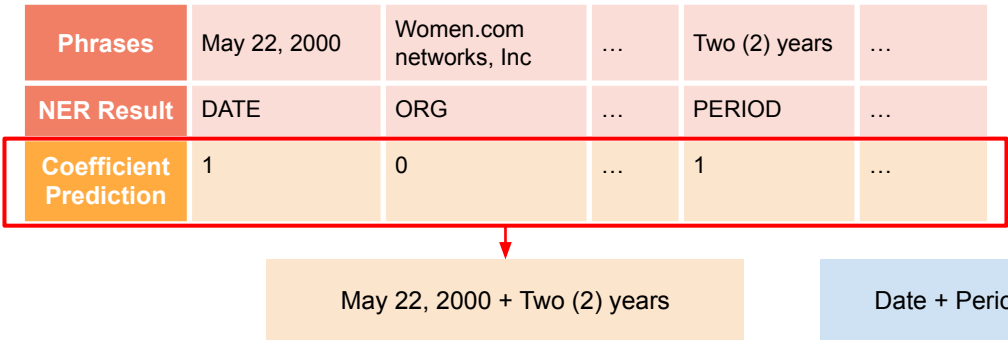 Phrases May 22, 2000 Women.com networks, Inc … Two (2) years …
NER Result DATE ORG … PERIOD …
Coefficient Prediction 1 0 … 1 …
May 22, 2000 + Two (2) years
Date +